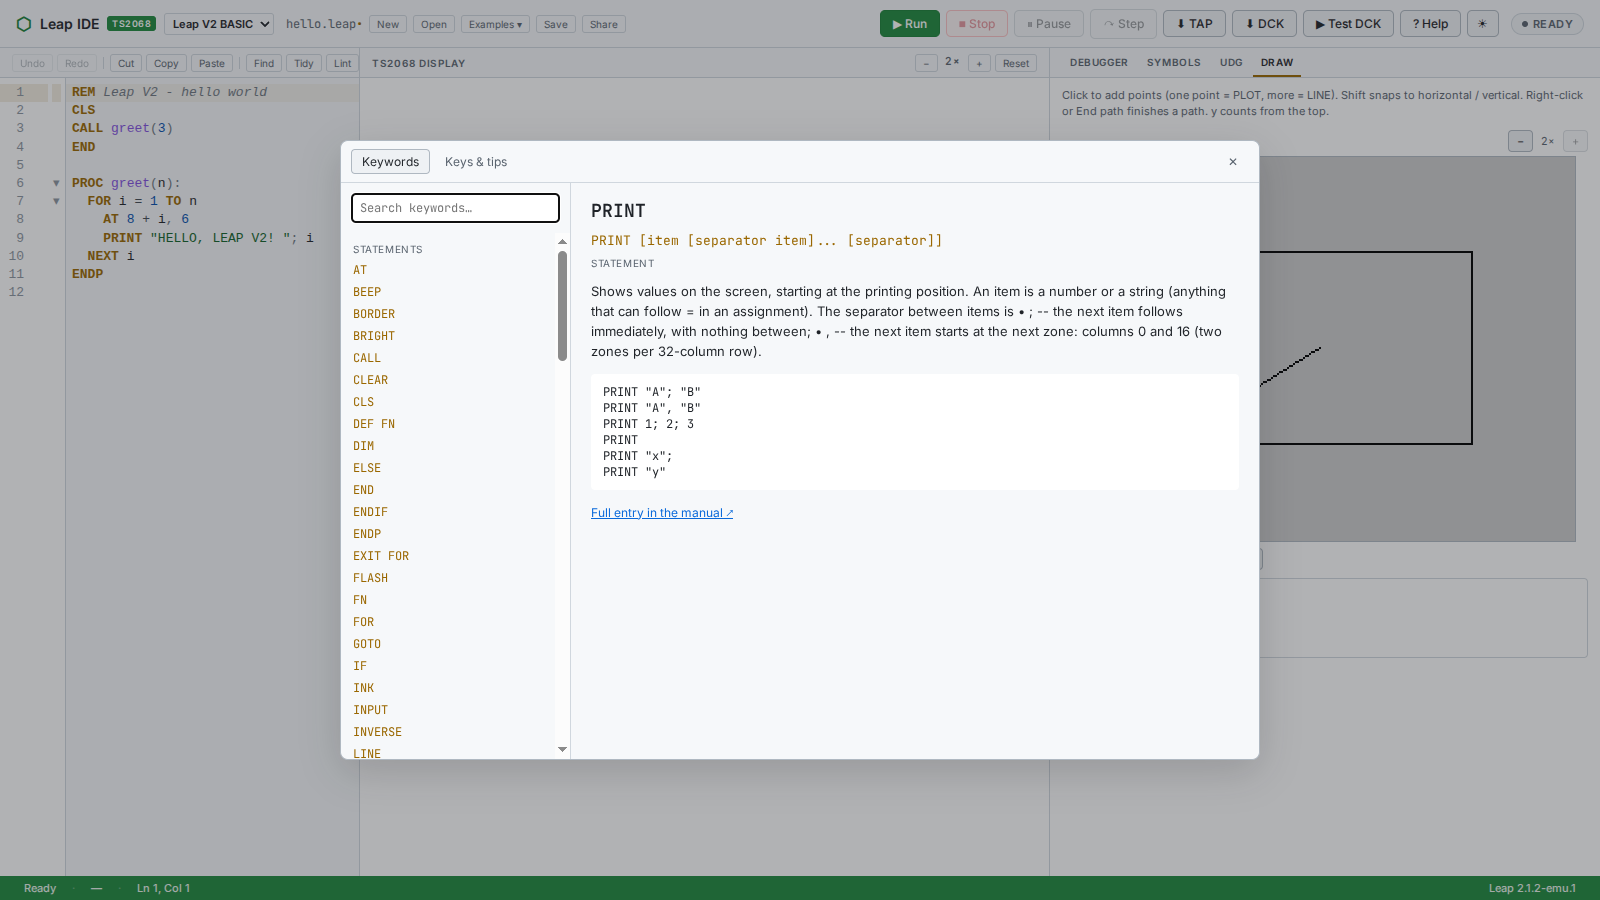 Leap IDE TS2068 Leap V2 BASIC hello.leap• New Open Examples ▾ Save Share ▶ Run ■ Stop ⏸ Pause ↷ Step ⬇ TAP ⬇ DCK ▶ Test DCK ? Help ☀ ● READY
Undo Redo Cut Copy Paste Find Tidy Lint TS2068 DISPLAY − 2× + Reset DEBUGGER SYMBOLS UDG DRAW
1 REM Leap V2 - hello world
2 CLS
3 CALL greet(3)
4 END
5
6 ▼ PROC greet(n):
7 ▼ FOR i = 1 TO n
8 AT 8 + i, 6
9 PRINT "HELLO, LEAP V2! "; i
10 NEXT i
11 ENDP
12
Click to add points (one point = PLOT, more = LINE). Shift snaps to horizontal / vertical. Right-click
or End path finishes a path. y counts from the top.
− 2× +
Keywords Keys & tips ×
Search keywords…
STATEMENTS
AT
BEEP
BORDER
BRIGHT
CALL
CLEAR
CLS
DEF FN
DIM
ELSE
END
ENDIF
ENDP
EXIT FOR
FLASH
FN
FOR
GOTO
IF
INK
INPUT
INVERSE
LINE
PRINT
PRINT [item [separator item]... [separator]]
STATEMENT
Shows values on the screen, starting at the printing position. An item is a number or a string (anything
that can follow = in an assignment). The separator between items is • ; -- the next item follows
immediately, with nothing between; • , -- the next item starts at the next zone: columns 0 and 16 (two
zones per 32-column row).
PRINT "A"; "B"
PRINT "A", "B"
PRINT 1; 2; 3
PRINT
PRINT "x";
PRINT "y"
Full entry in the manual ↗
Ready · — · Ln 1, Col 1 Leap 2.1.2-emu.1